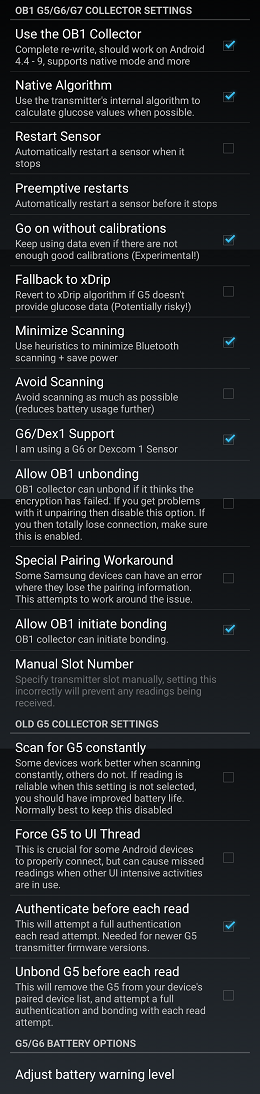 OB1 G5/G6/G7 COLLECTOR SETTINGS
Use the OB1 Collector
Complete re-write, should work on Android
4.4 - 9, supports native mode and more
Native Algorithm
Use the transmitter's internal algorithm to
calculate glucose values when possible.
Restart Sensor
Automatically restart a sensor when it
stops
Preemptive restarts
Automatically restart a sensor before it stops
Go on without calibrations
Keep using data even if there are not
enough good calibrations (Experimental!)
Fallback to xDrip
Revert to xDrip algorithm if G5 doesn't
provide glucose data (Potentially risky!)
Minimize Scanning
Use heuristics to minimize Bluetooth
scanning + save power
Avoid Scanning
Avoid scanning as much as possible
(reduces battery usage further)
G6/Dex1 Support
I am using a G6 or Dexcom 1 Sensor
Allow OB1 unbonding
OB1 collector can unbond if it thinks the
encryption has failed. If you get problems
with it unpairing then disable this option. If
you then totally lose connection, make sure
this is enabled.
Special Pairing Workaround
Some Samsung devices can have an error
where they lose the pairing information.
This attempts to work around the issue.
Allow OB1 initiate bonding
OB1 collector can initiate bonding.
Manual Slot Number
Specify transmitter slot manually, setting this
incorrectly will prevent any readings being
received.
OLD G5 COLLECTOR SETTINGS
Scan for G5 constantly
Some devices work better when scanning
constantly, others do not. If reading is
reliable when this setting is not selected,
you should have improved battery life.
Normally best to keep this disabled
Force G5 to UI Thread
This is crucial for some Android devices
to properly connect, but can cause missed
readings when other UI intensive activities
are in use.
Authenticate before each read
This will attempt a full authentication
each read attempt. Needed for newer G5
transmitter firmware versions.
Unbond G5 before each read
This will remove the G5 from your device's
paired device list, and attempt a full
authentication and bonding with each read
attempt.
G5/G6 BATTERY OPTIONS
Adjust battery warning level